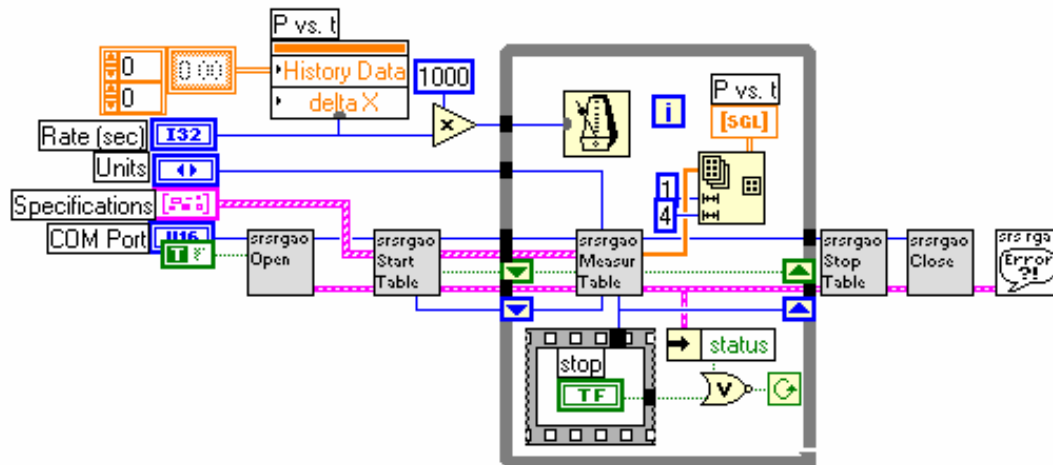 P vs. t
0
0
History Data
delta X
1000
Rate (sec)
I32
Units
Specifications
COM Port
U16
T
srsrgao
Open
srsrgao
Start
Table
i
P vs. t
[SGL]
1
4
srsrgao
Measur
Table
stop
TF
status
V
srsrgao
Stop
Table
srsrgao
Close
srs rga
Error
?!